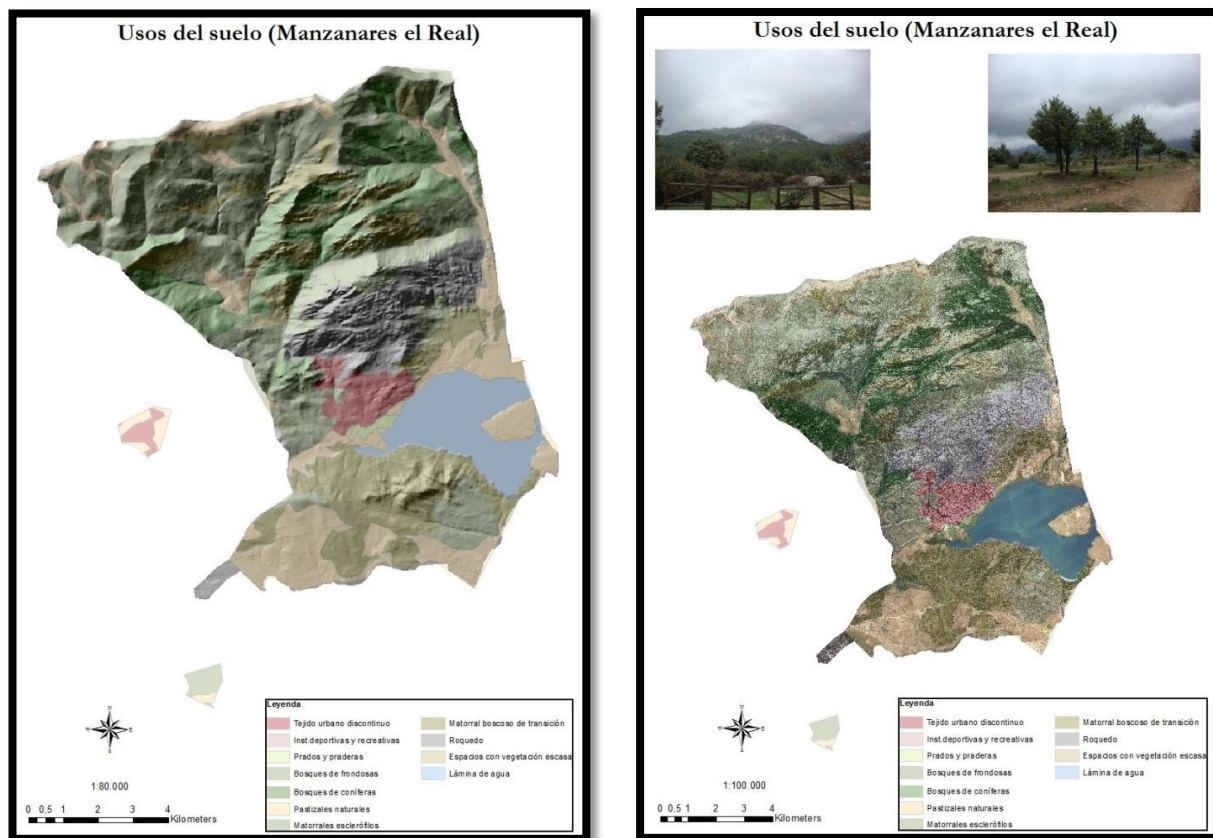 Usos del suelo (Manzanares el Real)
N
W
E
S
1:80.000
0 0,5 1 2 3 4
Kilometers
Leyenda
Tejido urbano discontinuo
Inst.deportivas y recreativas
Prados y praderas
Bosques de frondosas
Bosques de coníferas
Pastizales naturales
Matorrales esclerófilos
Matorral boscoso de transición
Roquedo
Espacios con vegetación escasa
Lámina de agua
Usos del suelo (Manzanares el Real)
N
W
E
S
1:100.000
0 0,5 1 2 3 4
Kilometers
Leyenda
Tejido urbano discontinuo
Inst.deportivas y recreativas
Prados y praderas
Bosques de frondosas
Bosques de coníferas
Pastizales naturales
Matorrales esclerófilos
Matorral boscoso de transición
Roquedo
Espacios con vegetación escasa
Lámina de agua